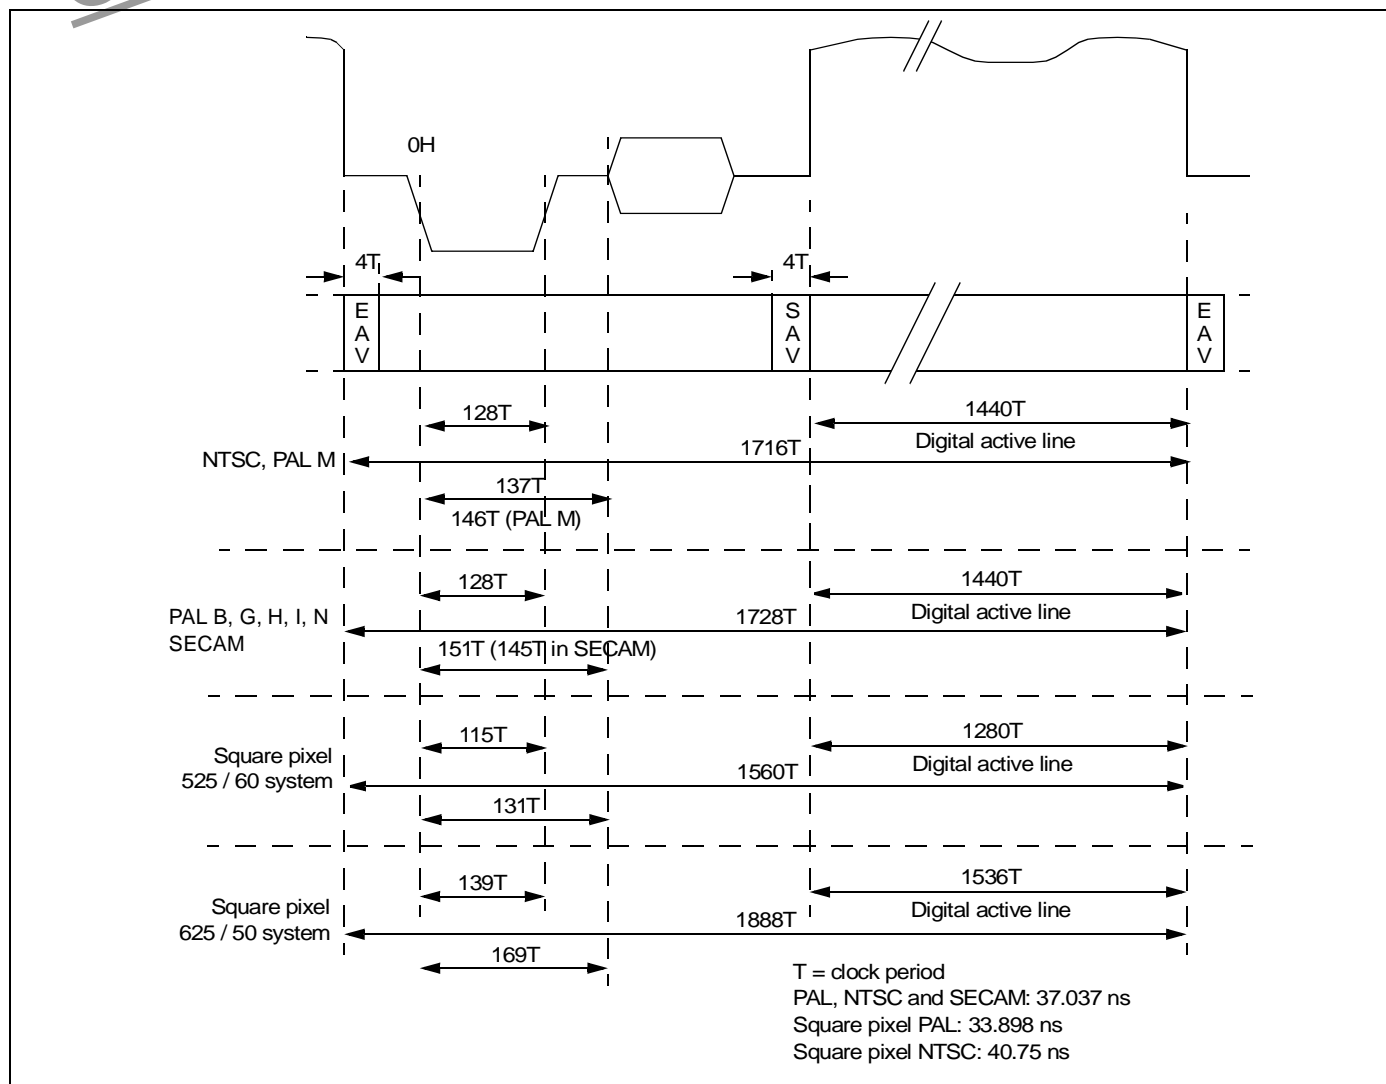 0H
4T
4T
E
A
V
S
A
V
E
A
V
128T
1440T
Digital active line
NTSC, PAL M
1716T
137T
146T (PAL M)
128T
1440T
Digital active line
PAL B, G, H, I, N
SECAM
1728T
151T (145T in SECAM)
115T
1280T
Digital active line
Square pixel
525 / 60 system
1560T
131T
139T
1536T
Digital active line
Square pixel
625 / 50 system
1888T
169T
T = clock period
PAL, NTSC and SECAM: 37.037 ns
Square pixel PAL: 33.898 ns
Square pixel NTSC: 40.75 ns